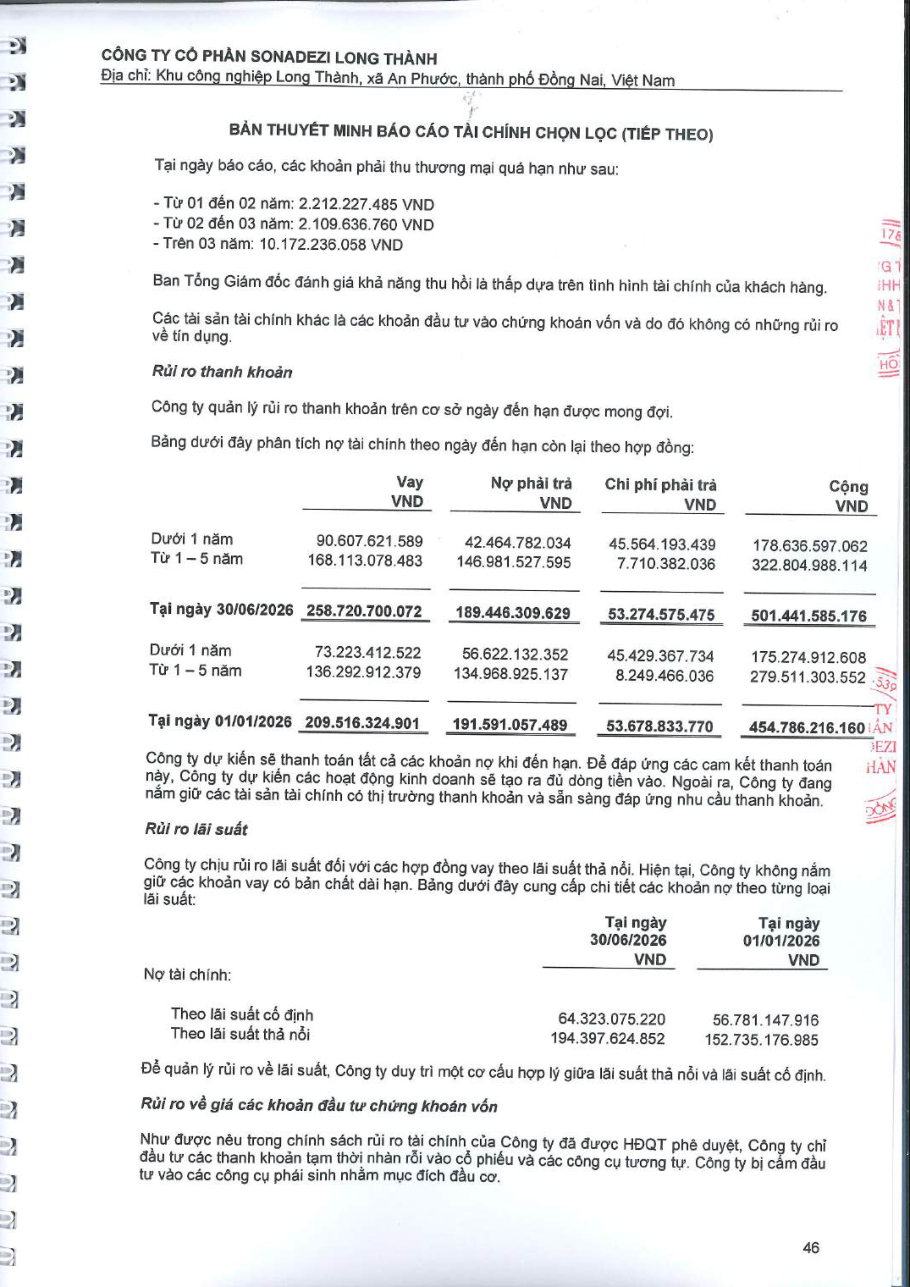 CÔNG TY CỔ PHẦN SONADEZI LONG THÀNH
Địa chỉ: Khu công nghiệp Long Thành, xã An Phước, thành phố Đồng Nai, Việt Nam
BẢN THUYẾT MINH BÁO CÁO TÀI CHÍNH CHỌN LỌC (TIẾP THEO)
Tại ngày báo cáo, các khoản phải thu thương mại quá hạn như sau:
- Từ 01 đến 02 năm: 2.212.227.485 VND
- Từ 02 đến 03 năm: 2.109.636.760 VND
- Trên 03 năm: 10.172.236.058 VND
Ban Tổng Giám đốc đánh giá khả năng thu hồi là thấp dựa trên tình hình tài chính của khách hàng.
Các tài sản tài chính khác là các khoản đầu tư vào chứng khoán vốn và do đó không có những rủi ro
về tín dụng.
Rủi ro thanh khoản
Công ty quản lý rủi ro thanh khoản trên cơ sở ngày đến hạn được mong đợi.
Bảng dưới đây phân tích nợ tài chính theo ngày đến hạn còn lại theo hợp đồng:
Vay Nợ phải trả Chi phí phải trả Cộng
VND VND VND VND
Dưới 1 năm 90.607.621.589 42.464.782.034 45.564.193.439 178.636.597.062
Từ 1 – 5 năm 168.113.078.483 146.981.527.595 7.710.382.036 322.804.988.114
Tại ngày 30/06/2026 258.720.700.072 189.446.309.629 53.274.575.475 501.441.585.176
Dưới 1 năm 73.223.412.522 56.622.132.352 45.429.367.734 175.274.912.608
Từ 1 – 5 năm 136.292.912.379 134.968.925.137 8.249.466.036 279.511.303.552
Tại ngày 01/01/2026 209.516.324.901 191.591.057.489 53.678.833.770 454.786.216.160
Công ty dự kiến sẽ thanh toán tất cả các khoản nợ khi đến hạn. Để đáp ứng các cam kết thanh toán
này, Công ty dự kiến các hoạt động kinh doanh sẽ tạo ra đủ dòng tiền vào. Ngoài ra, Công ty đang
nắm giữ các tài sản tài chính có thị trường thanh khoản và sẵn sàng đáp ứng nhu cầu thanh khoản.
Rủi ro lãi suất
Công ty chịu rủi ro lãi suất đối với các hợp đồng vay theo lãi suất thả nổi. Hiện tại, Công ty không nắm
giữ các khoản vay có bản chất dài hạn. Bảng dưới đây cung cấp chi tiết các khoản nợ theo từng loại
lãi suất:
Tại ngày Tại ngày
30/06/2026 01/01/2026
VND VND
Nợ tài chính:
Theo lãi suất cố định 64.323.075.220 56.781.147.916
Theo lãi suất thả nổi 194.397.624.852 152.735.176.985
Để quản lý rủi ro về lãi suất, Công ty duy trì một cơ cấu hợp lý giữa lãi suất thả nổi và lãi suất cố định.
Rủi ro về giá các khoản đầu tư chứng khoán vốn
Như được nêu trong chính sách rủi ro tài chính của Công ty đã được HĐQT phê duyệt, Công ty chỉ
đầu tư các thanh khoản tạm thời nhàn rỗi vào cổ phiếu và các công cụ tương tự. Công ty bị cấm đầu
tư vào các công cụ phái sinh nhằm mục đích đầu cơ.
46